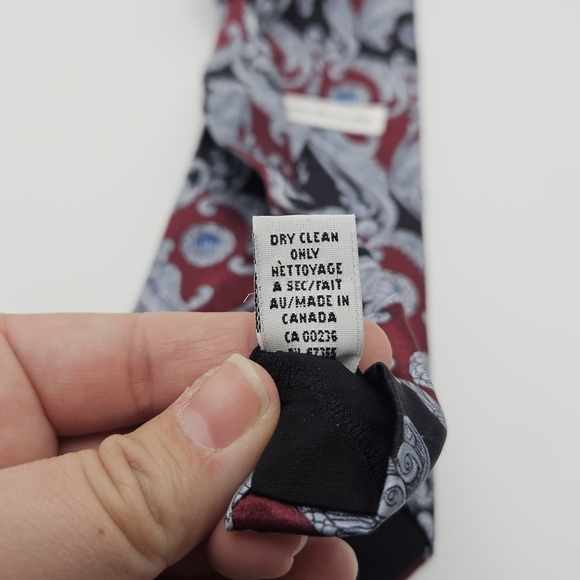 DRY CLEAN
ONLY
NETTOYAGE
A SEC/FAIT
AU/MADE IN
CANADA
CA 00236